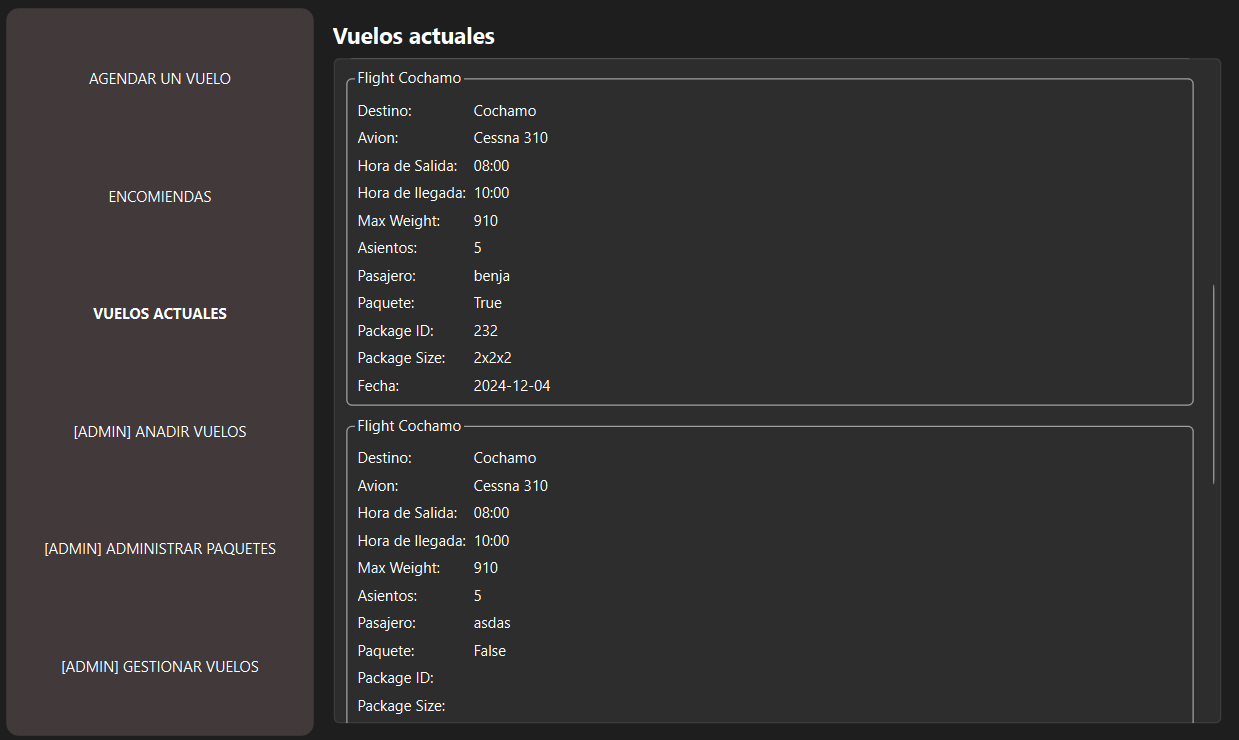 AGENDAR UN VUELO
ENCOMIENDAS
VUELOS ACTUALES
[ADMIN] ANADIR VUELOS
[ADMIN] ADMINISTRAR PAQUETES
[ADMIN] GESTIONAR VUELOS
Vuelos actuales
Flight Cochamo
Destino: Cochamo
Avion: Cessna 310
Hora de Salida: 08:00
Hora de llegada: 10:00
Max Weight: 910
Asientos: 5
Pasajero: benja
Paquete: True
Package ID: 232
Package Size: 2x2x2
Fecha: 2024-12-04
Flight Cochamo
Destino: Cochamo
Avion: Cessna 310
Hora de Salida: 08:00
Hora de llegada: 10:00
Max Weight: 910
Asientos: 5
Pasajero: asdas
Paquete: False
Package ID:
Package Size: